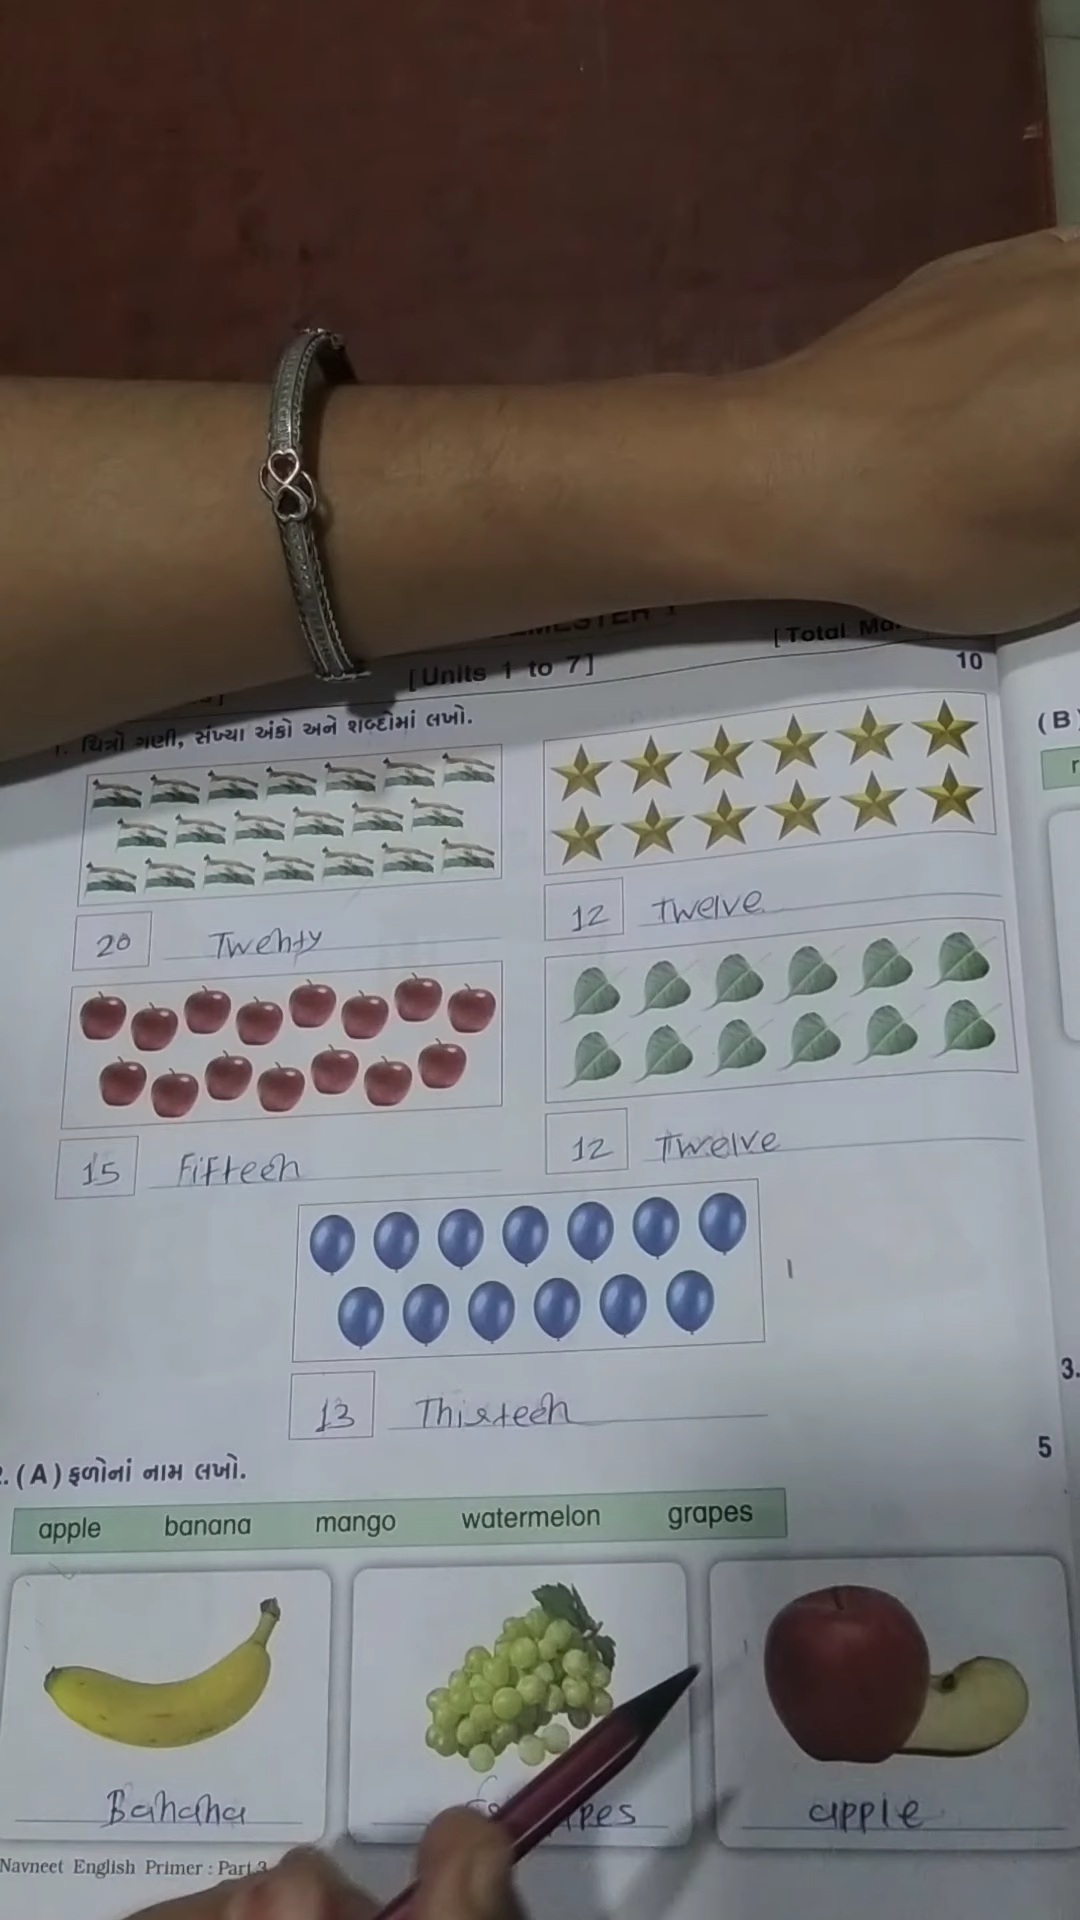 [Units 1 to 7]
[Total
10
1. ચિત્રો ગણી, સંખ્યા અંકો અને શબ્દોમાં લખો.
20 Twenty
12 Twelve
15 Fifteen
12 Twelve
13 Thirteen
(A) ફળોનાં નામ લખો.
5
apple banana mango watermelon grapes
Banana
apple
Navneet English Primer : Part 3
(B)
3.